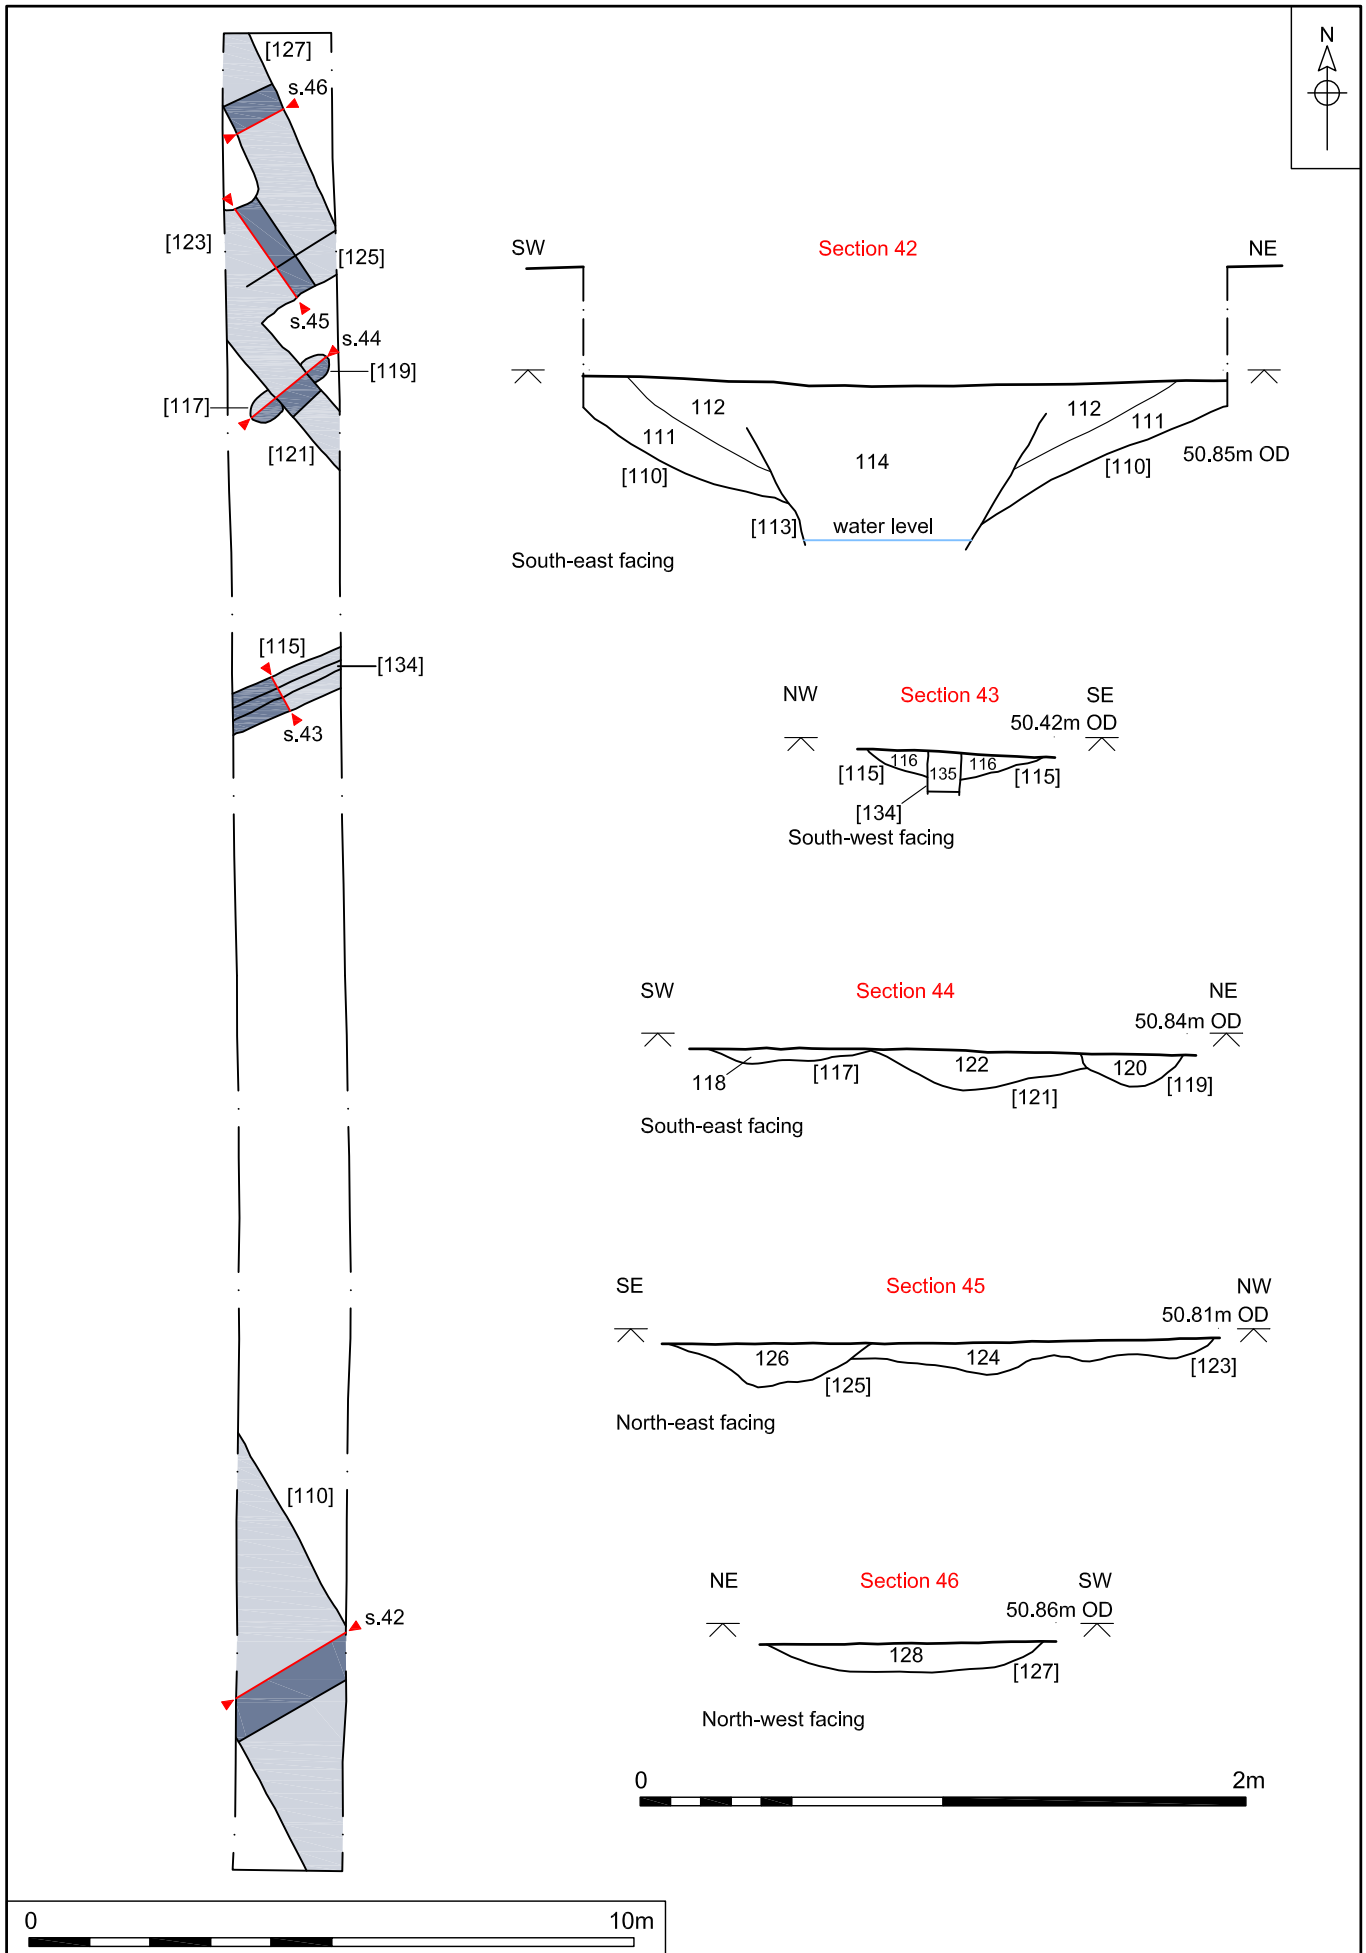 N
[127]
s.46
[123]
[125]
s.45
s.44
[119]
[117]
[121]
[115]
[134]
s.43
[110]
s.42
0 10m
SW Section 42 NE
112 112
111 111
114
[110] [110]
50.85m OD
[113] water level
South-east facing
NW Section 43 SE
50.42m OD
116 135 116
[115] [115]
[134]
South-west facing
SW Section 44 NE
50.84m OD
118 [117] 122 [121] 120 [119]
South-east facing
SE Section 45 NW
50.81m OD
126 124
[125] [123]
North-east facing
NE Section 46 SW
50.86m OD
128
[127]
North-west facing
0 2m